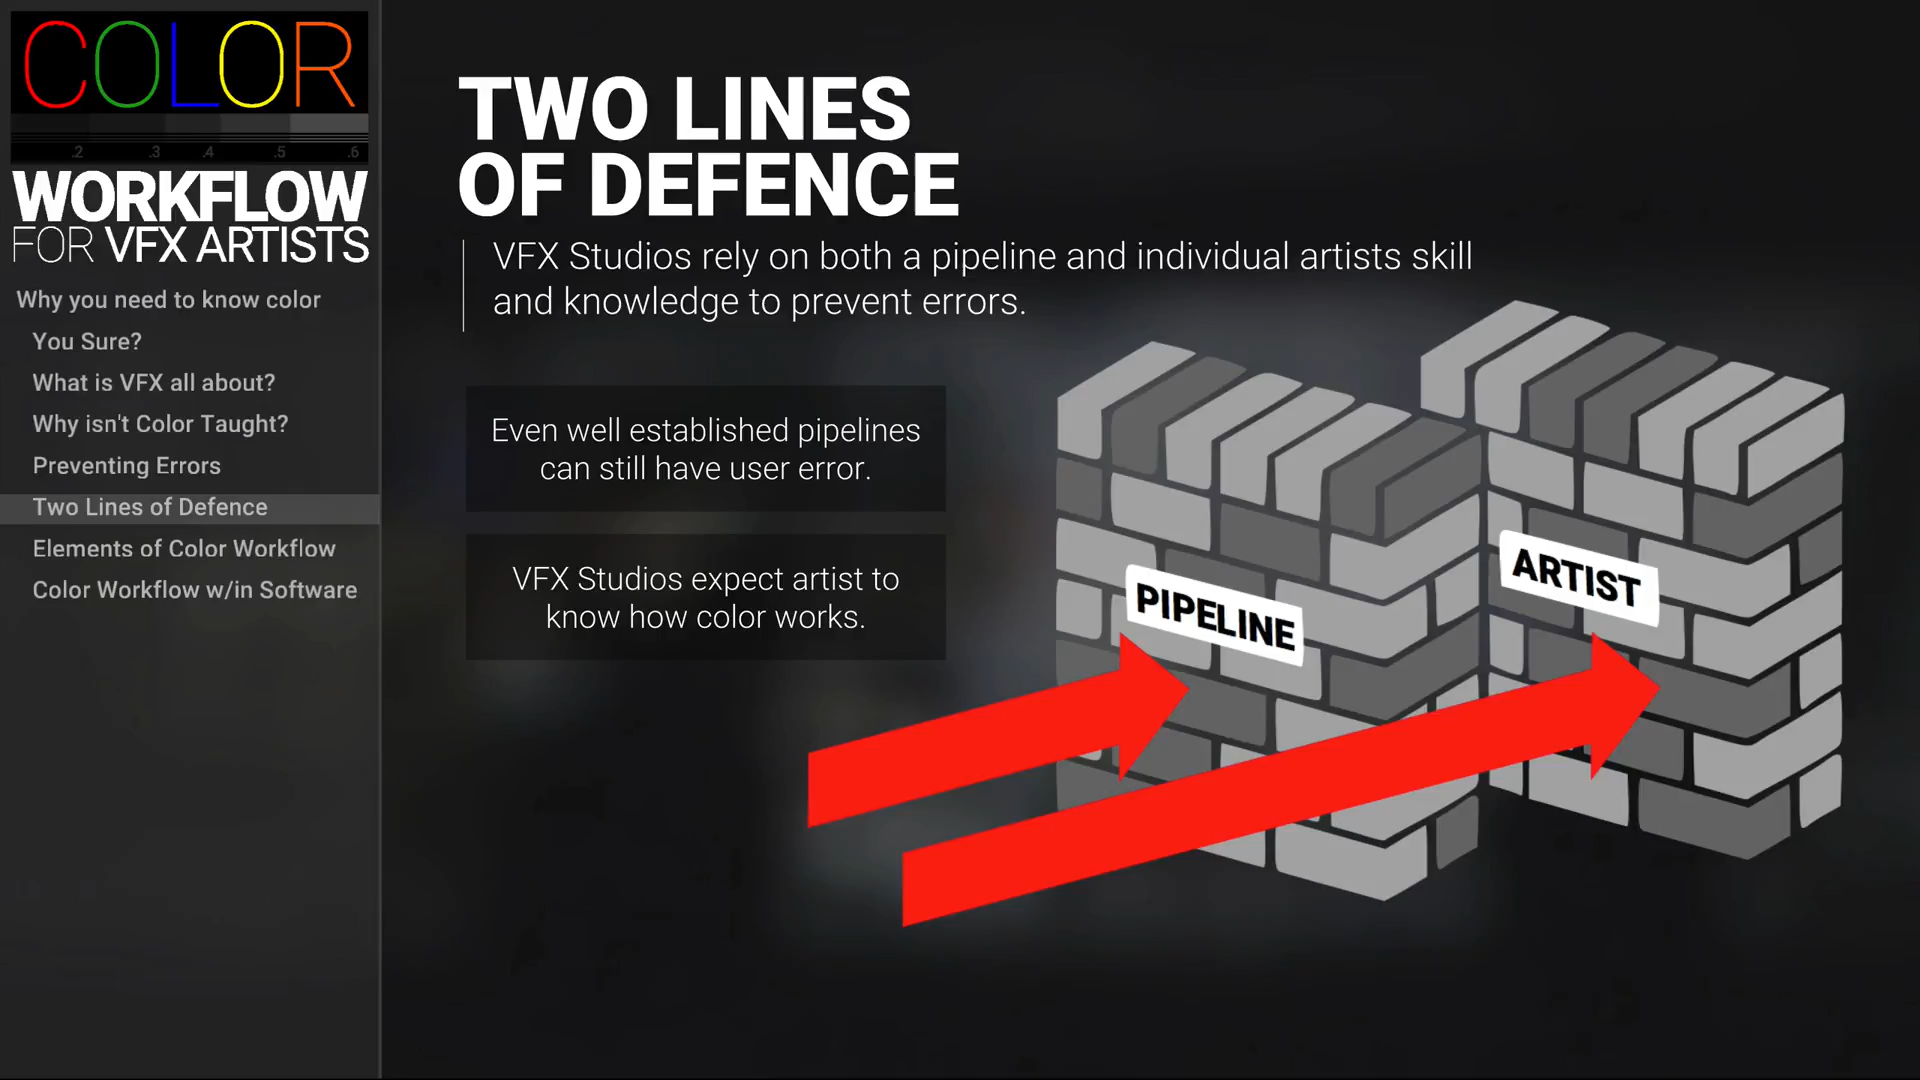 COLOR
.2 .3 .4 .5 .6
WORKFLOW
FOR VFX ARTISTS
Why you need to know color
You Sure?
What is VFX all about?
Why isn't Color Taught?
Preventing Errors
Two Lines of Defence
Elements of Color Workflow
Color Workflow w/in Software
TWO LINES
OF DEFENCE
VFX Studios rely on both a pipeline and individual artists skill
and knowledge to prevent errors.
Even well established pipelines
can still have user error.
VFX Studios expect artist to
know how color works.
PIPELINE
ARTIST